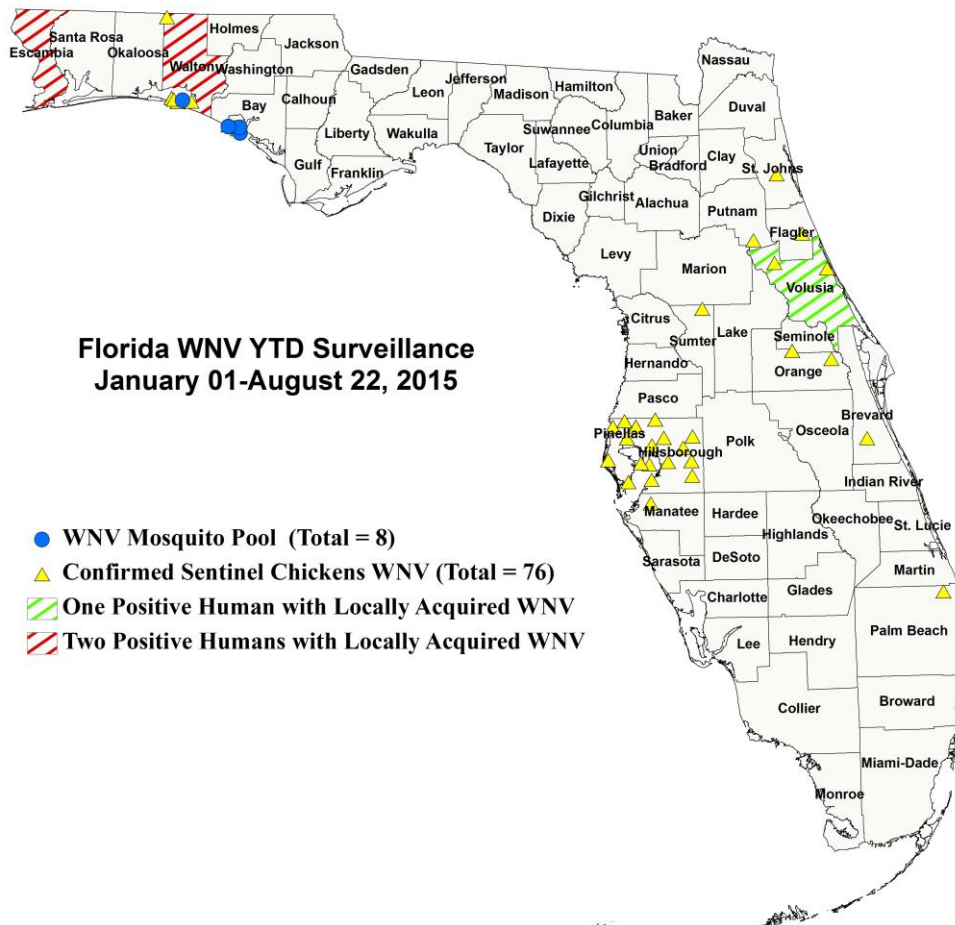 Holmes
Jackson
Santa Rosa
Escambia
Okaloosa
Walton
Washington
Gadsden
Jefferson
Hamilton
Nassau
Leon
Madison
Baker
Duval
Bay
Calhoun
Liberty
Wakulla
Suwannee
Columbia
Union
Clay
Taylor
Lafayette
Bradford
St. Johns
Gulf
Franklin
Gilchrist
Alachua
Putnam
Dixie
Flagler
Levy
Marion
Volusia
Citrus
Lake
Sumter
Seminole
Florida WNV YTD Surveillance
January 01-August 22, 2015
Hernando
Orange
Pasco
Brevard
Osceola
Pinellas
Polk
Hillsborough
Indian River
Manatee
Hardee
Okeechobee
St. Lucie
Highlands
WNV Mosquito Pool (Total = 8)
Sarasota
DeSoto
Martin
Confirmed Sentinel Chickens WNV (Total = 76)
Charlotte
Glades
One Positive Human with Locally Acquired WNV
Palm Beach
Two Positive Humans with Locally Acquired WNV
Lee
Hendry
Collier
Broward
Miami-Dade
Monroe